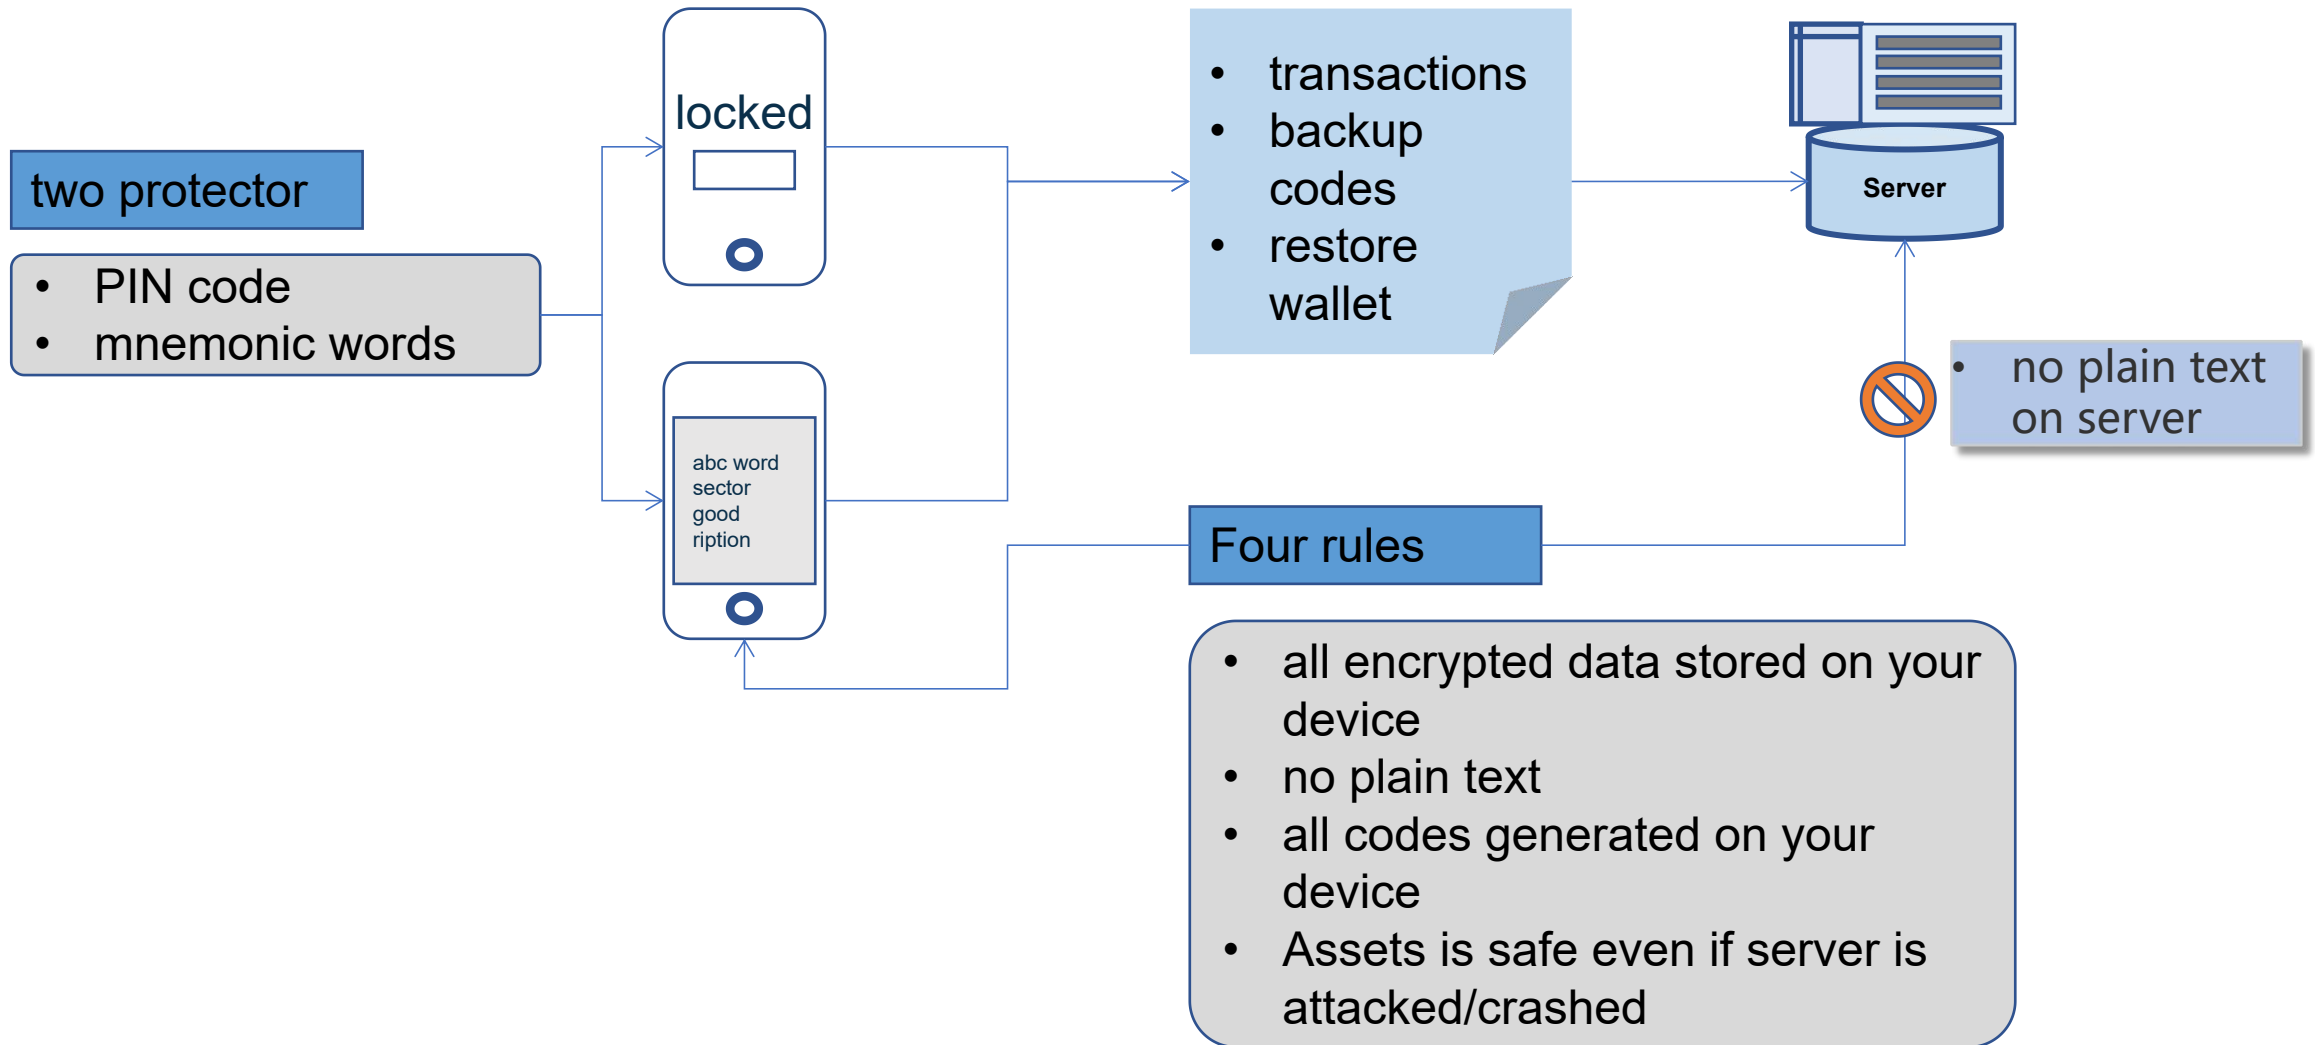 two protector
• PIN code
• mnemonic words
locked
abc word
sector
good
ription
• transactions
• backup
codes
• restore
wallet
Server
• no plain text
on server
Four rules
• all encrypted data stored on your
device
• no plain text
• all codes generated on your
device
• Assets is safe even if server is
attacked/crashed